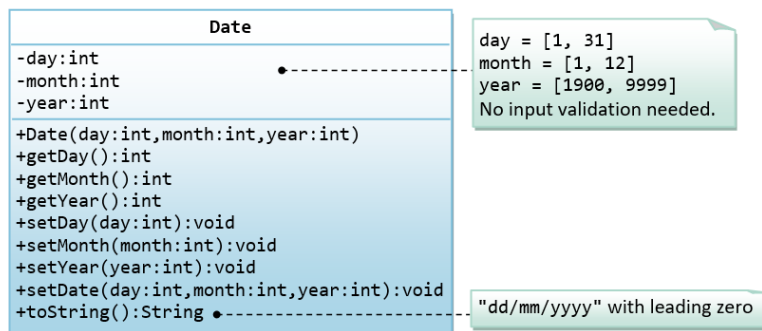 Date
-day:int
-month:int
-year:int
+Date(day:int,month:int,year:int)
+getDay():int
+getMonth():int
+getYear():int
+setDay(day:int):void
+setMonth(month:int):void
+setYear(year:int):void
+setDate(day:int,month:int,year:int):void
+toString():String
day = [1, 31]
month = [1, 12]
year = [1900, 9999]
No input validation needed.
"dd/mm/yyyy" with leading zero